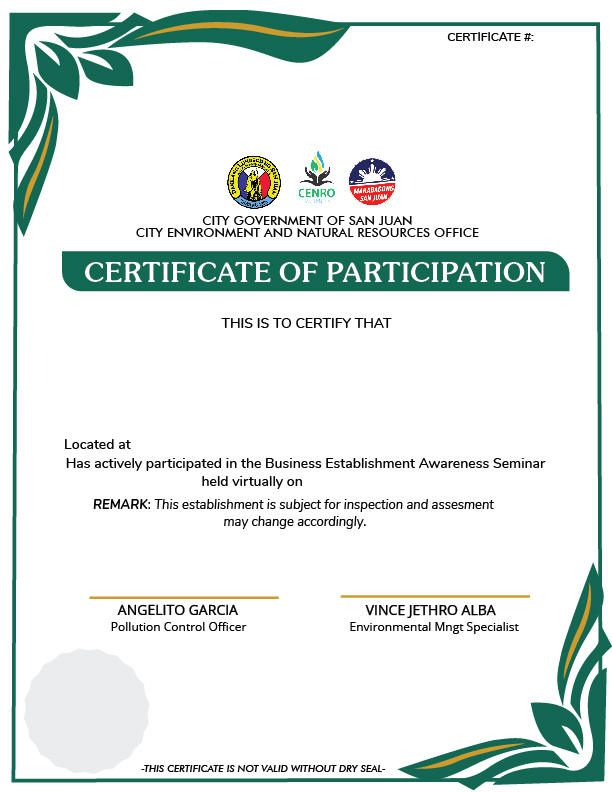 CERTIFICATE #:
CENRO
MAKABAGONG
SAN JUAN
CITY GOVERNMENT OF SAN JUAN
CITY ENVIRONMENT AND NATURAL RESOURCES OFFICE
CERTIFICATE OF PARTICIPATION
THIS IS TO CERTIFY THAT
Located at
Has actively participated in the Business Establishment Awareness Seminar
held virtually on
REMARK: This establishment is subject for inspection and assesment
may change accordingly.
ANGELITO GARCIA
Pollution Control Officer
VINCE JETHRO ALBA
Environmental Mngt Specialist
-THIS CERTIFICATE IS NOT VALID WITHOUT DRY SEAL-